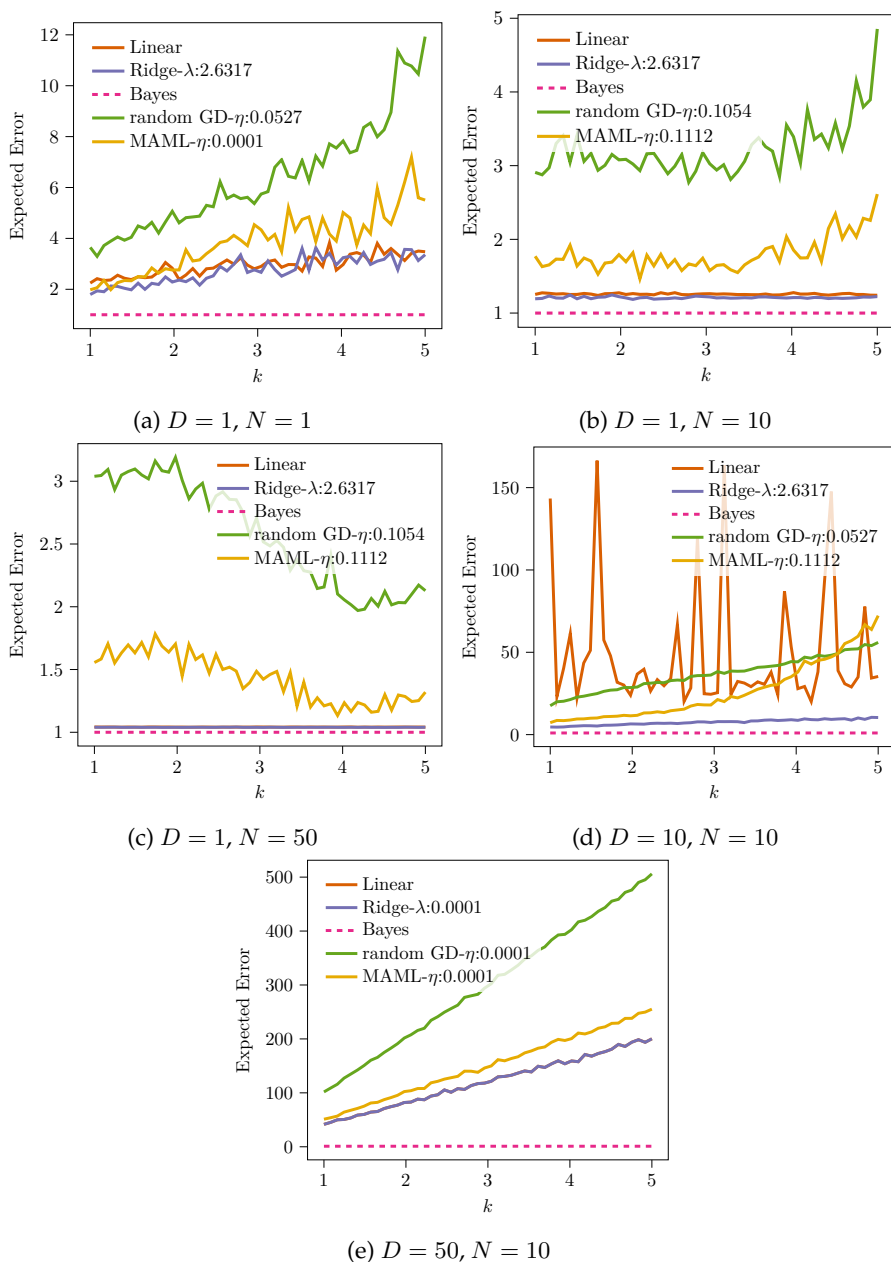 12
10
8
6
4
2
Expected Error
Linear
Ridge-λ:2.6317
Bayes
random GD-η:0.0527
MAML-η:0.0001
1 2 3 4 5
k
(a) D = 1, N = 1
5
4
3
2
1
Expected Error
Linear
Ridge-λ:2.6317
Bayes
random GD-η:0.1054
MAML-η:0.1112
1 2 3 4 5
k
(b) D = 1, N = 10
3
2.5
2
1.5
1
Expected Error
Linear
Ridge-λ:2.6317
Bayes
random GD-η:0.1054
MAML-η:0.1112
1 2 3 4 5
k
(c) D = 1, N = 50
150
100
50
0
Expected Error
Linear
Ridge-λ:2.6317
Bayes
random GD-η:0.0527
MAML-η:0.1112
1 2 3 4 5
k
(d) D = 10, N = 10
500
400
300
200
100
0
Expected Error
Linear
Ridge-λ:0.0001
Bayes
random GD-η:0.0001
MAML-η:0.0001
1 2 3 4 5
k
(e) D = 50, N = 10